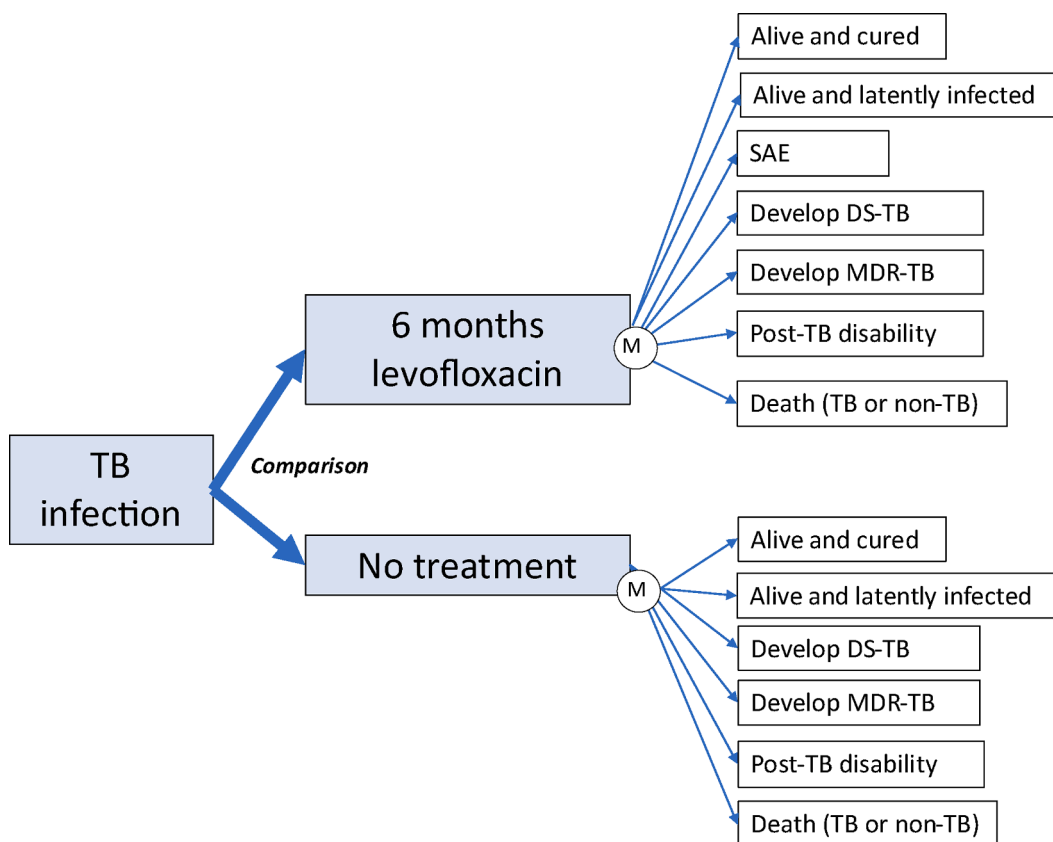 TB
infection
Comparison
6 months
levofloxacin
M
Alive and cured
Alive and latently infected
SAE
Develop DS-TB
Develop MDR-TB
Post-TB disability
Death (TB or non-TB)
No treatment
M
Alive and cured
Alive and latently infected
Develop DS-TB
Develop MDR-TB
Post-TB disability
Death (TB or non-TB)